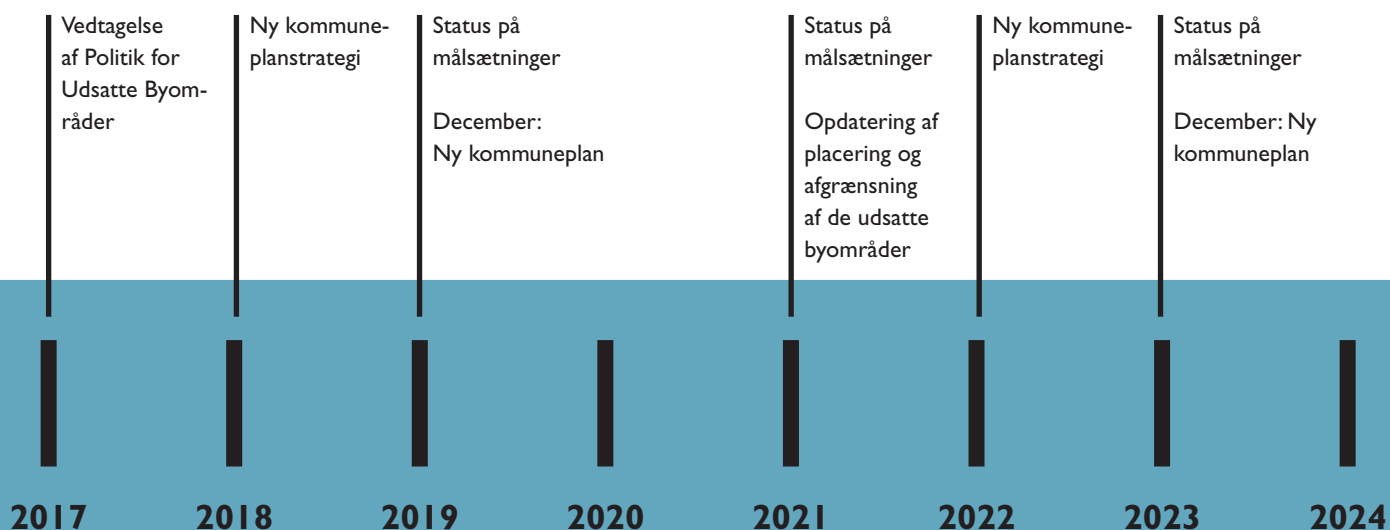 Vedtagelse
af Politik for
Udsatte Byom-
råder
Ny kommune-
planstrategi
Status på
målsætninger
December:
Ny kommuneplan
Status på
målsætninger
Opdatering af
placering og
afgrænsning
af de udsatte
byområder
Ny kommune-
planstrategi
Status på
målsætninger
December: Ny
kommuneplan
2017 2018 2019 2020 2021 2022 2023 2024